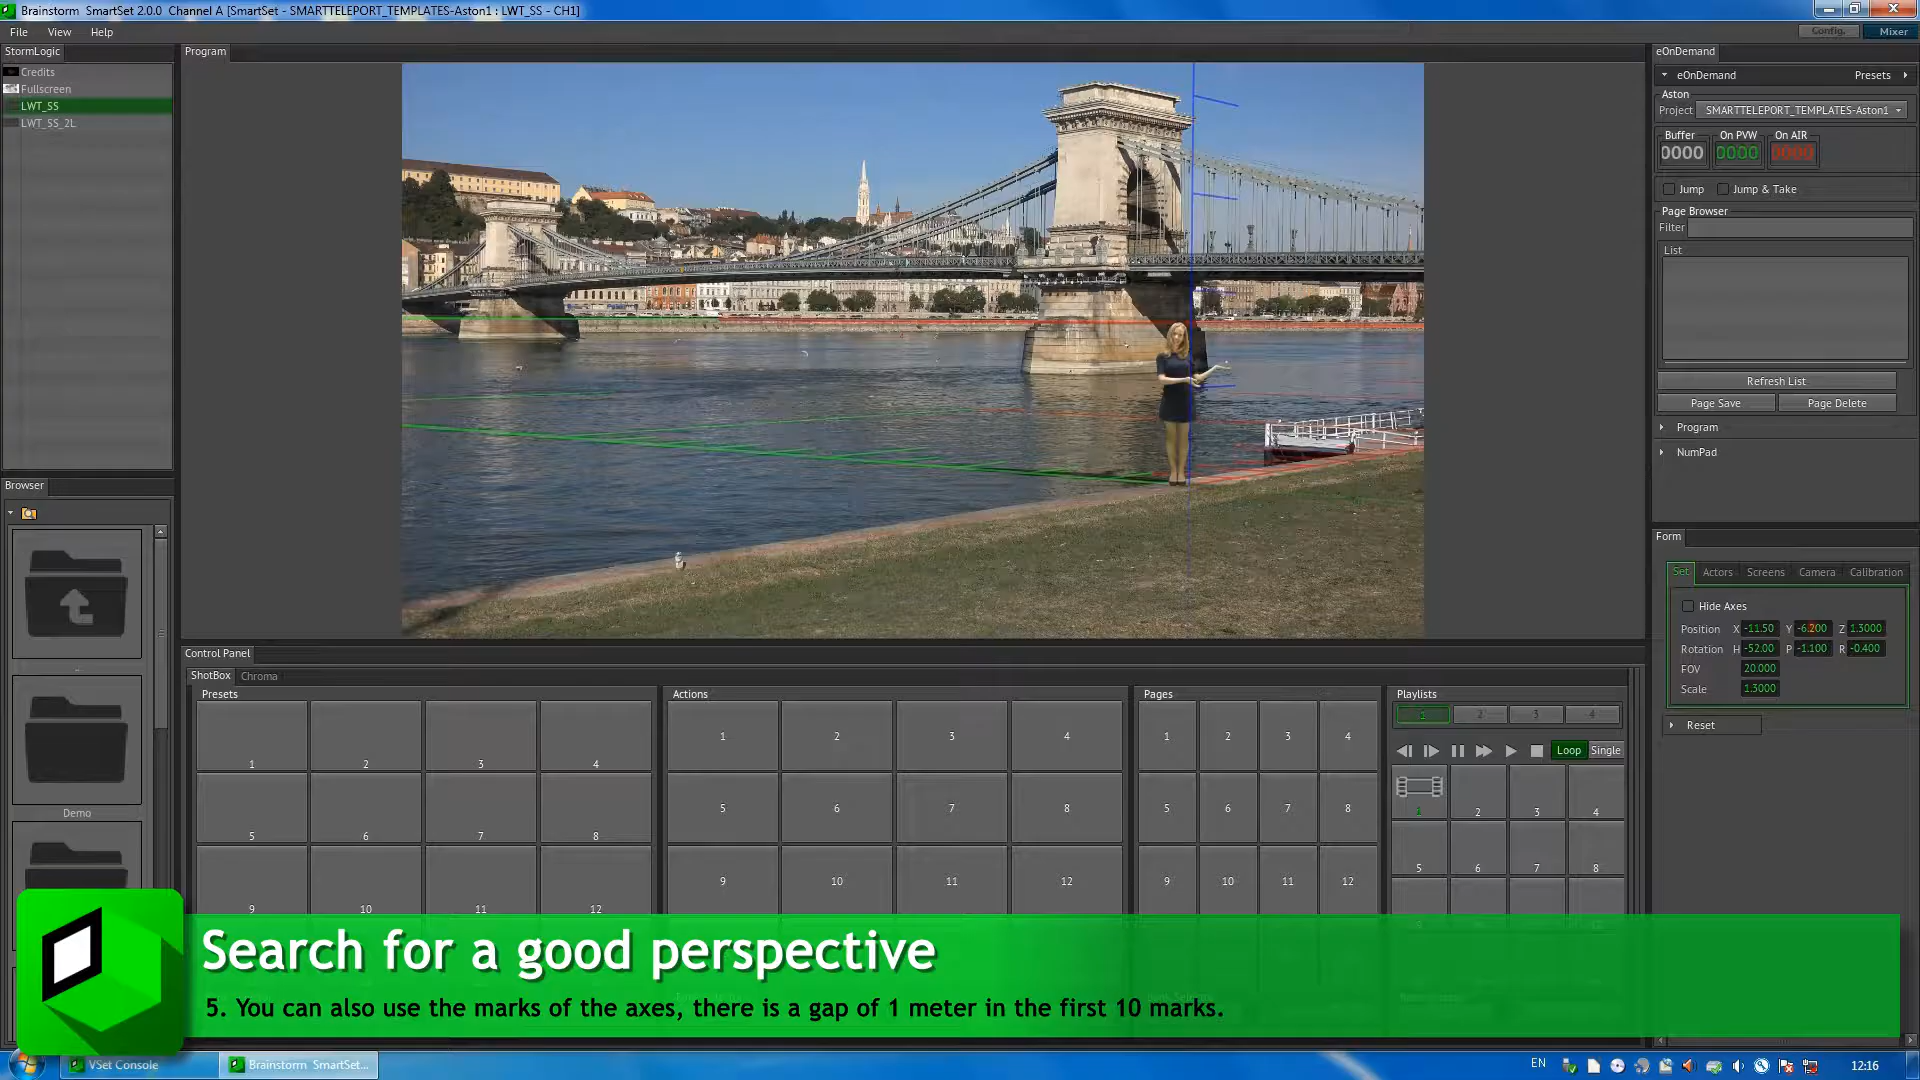 Brainstorm SmartSet 2.0.0 Channel A [SmartSet - SMARTTELEPORT_TEMPLATES-Aston1 : LWT_SS - CH1]
File View Help
Config. Mixer
StormLogic
Credits
Fullscreen
LWT_SS
LWT_SS_2L
Program
eOnDemand
eOnDemand Presets
Aston
Project SMARTTELEPORT_TEMPLATES-Aston1
Buffer On PVW On AIR
0000 0000 0000
Jump Jump & Take
Page Browser
Filter
List
Refresh List
Page Save Page Delete
Program
NumPad
Browser
..
Demo
Form
Set Actors Screens Camera Calibration
Hide Axes
Position X -11.50 Y -6.200 Z 1.3000
Rotation H -52.00 P -1.100 R -0.400
FOV 20.000
Scale 1.3000
Reset
Control Panel
ShotBox Chroma
Presets
1 2 3 4
5 6 7 8
9 10 11 12
Actions
1 2 3 4
5 6 7 8
9 10 11 12
Pages
1 2 3 4
5 6 7 8
9 10 11 12
Playlists
1 2 3 4
Loop Single
1 2 3 4
5 6 7 8
Search for a good perspective
5. You can also use the marks of the axes, there is a gap of 1 meter in the first 10 marks.
VSet Console
Brainstorm SmartSet...
EN
12:16